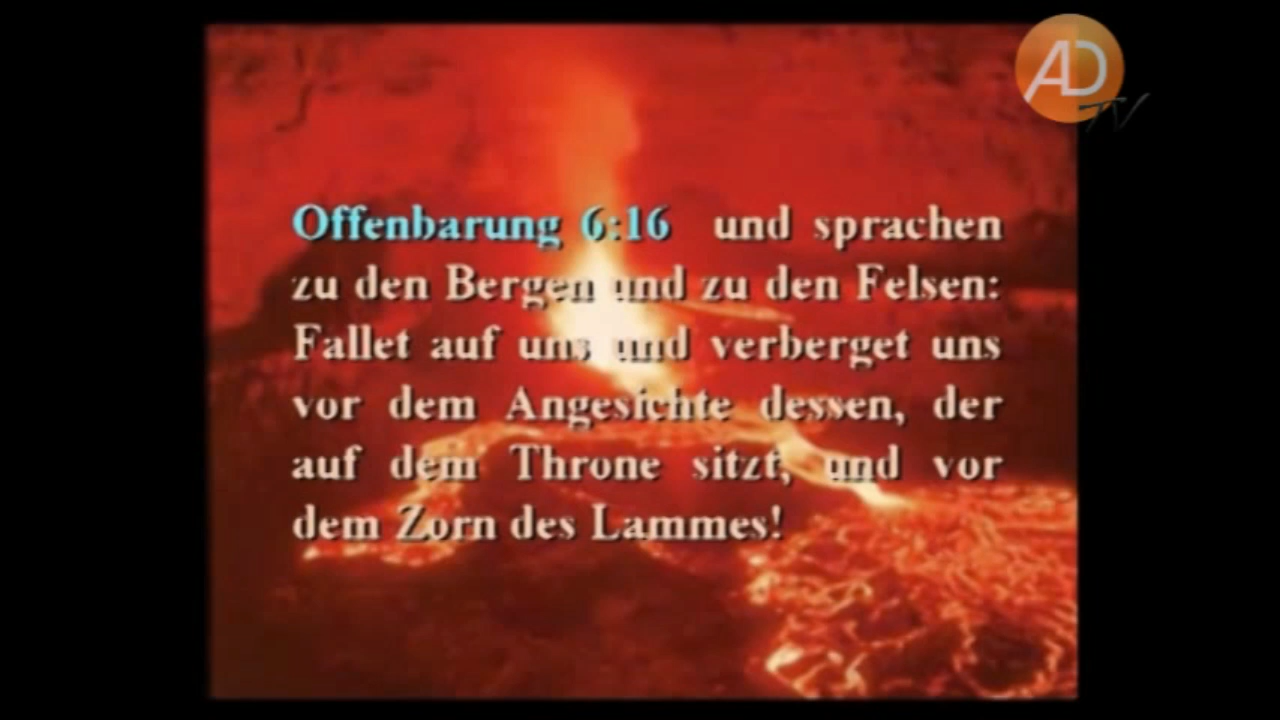 AD
TV
Offenbarung 6:16 und sprachen
zu den Bergen und zu den Felsen:
Fallet auf uns und verberget uns
vor dem Angesichte dessen, der
auf dem Throne sitzt, und vor
dem Zorn des Lammes!